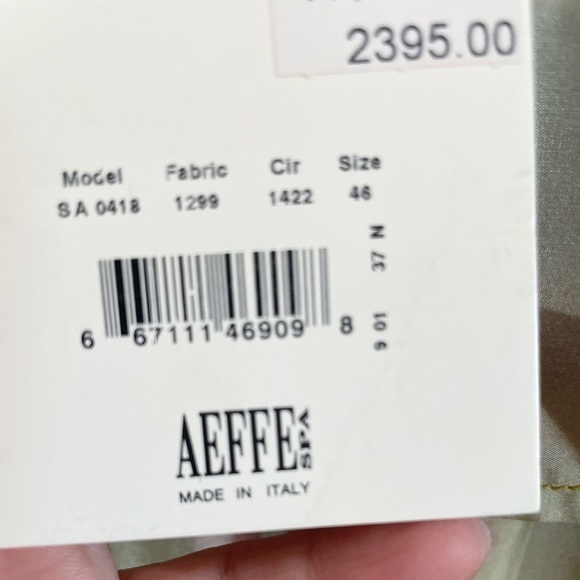 2395.00
Model Fabric Cir Size
SA 0418 1299 1422 46
37 N
9 01
6 67111 46909 8
AEFFE SPA
MADE IN ITALY